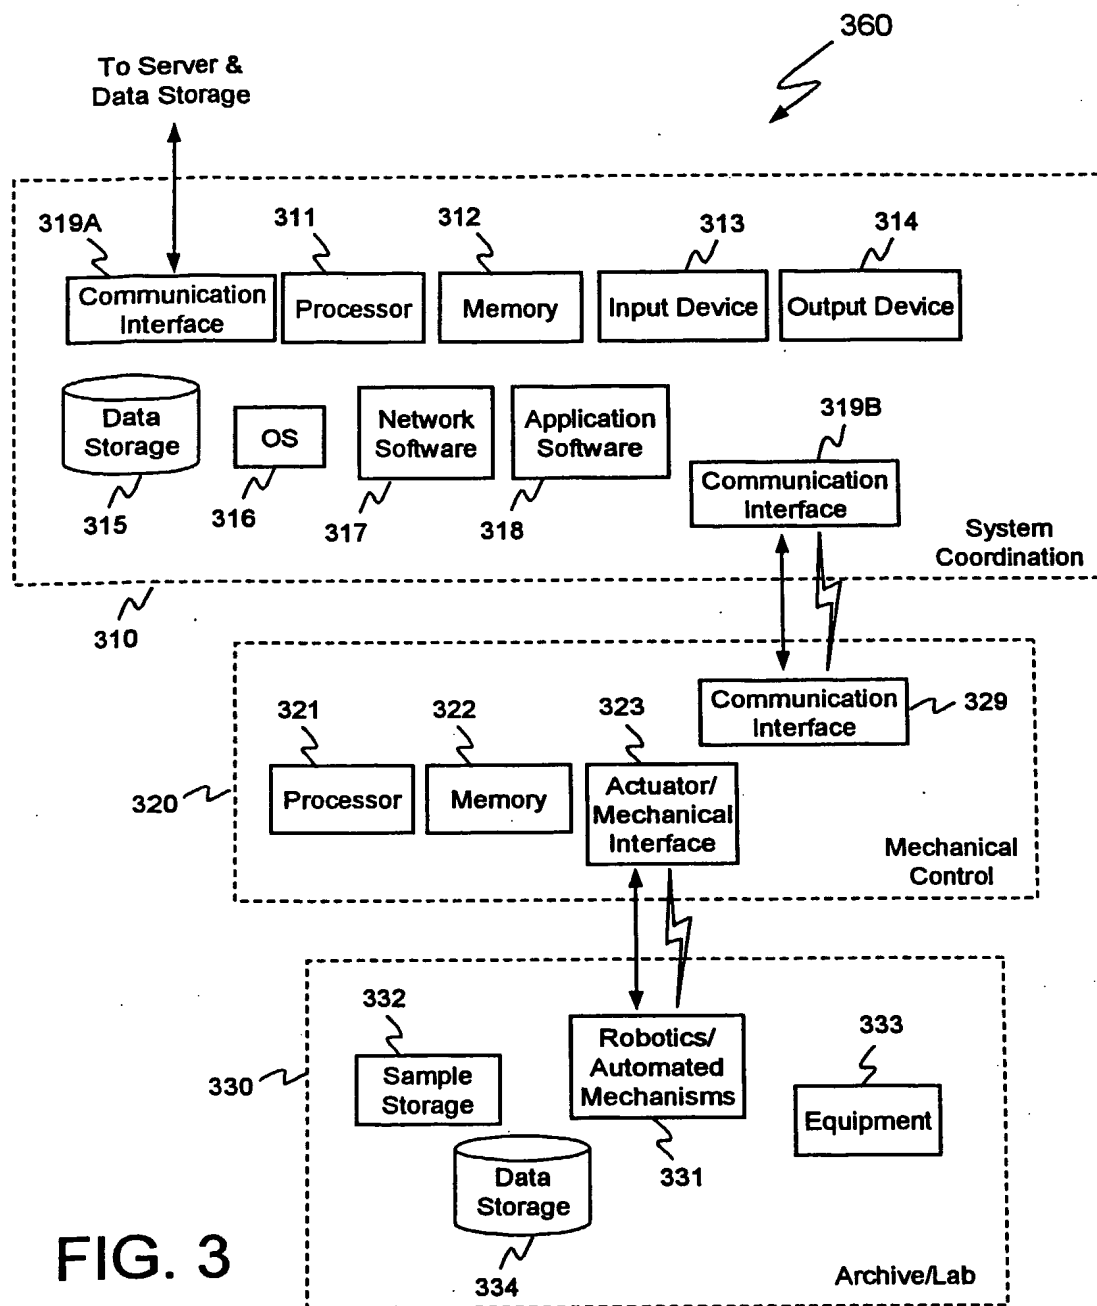 360
To Server &
Data Storage
319A
311
312
313
314
Communication
Interface
Processor
Memory
Input Device
Output Device
Data
Storage
OS
Network
Software
Application
Software
319B
Communication
Interface
315
316
317
318
System
Coordination
310
Communication
Interface
329
321
322
323
320
Processor
Memory
Actuator/
Mechanical
Interface
Mechanical
Control
332
333
330
Sample
Storage
Robotics/
Automated
Mechanisms
Equipment
331
Data
Storage
334
FIG. 3
Archive/Lab